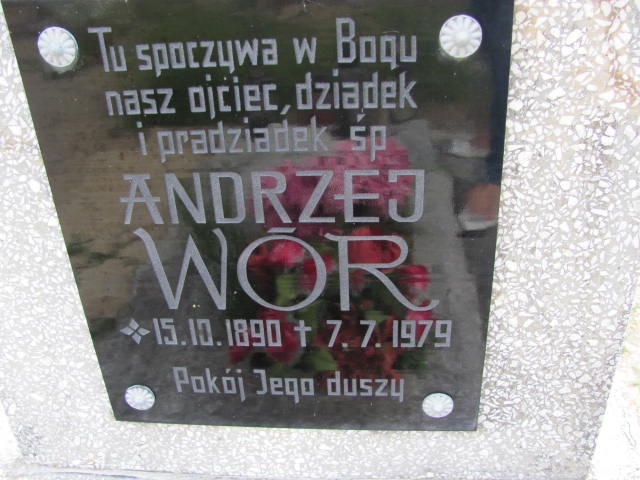 Tu spoczywa w Bogu
nasz ojciec, dziadek
i pradziadek śp
ANDRZEJ
WÓR
15.10.1890 † 7.7.1979
Pokój Jego duszy